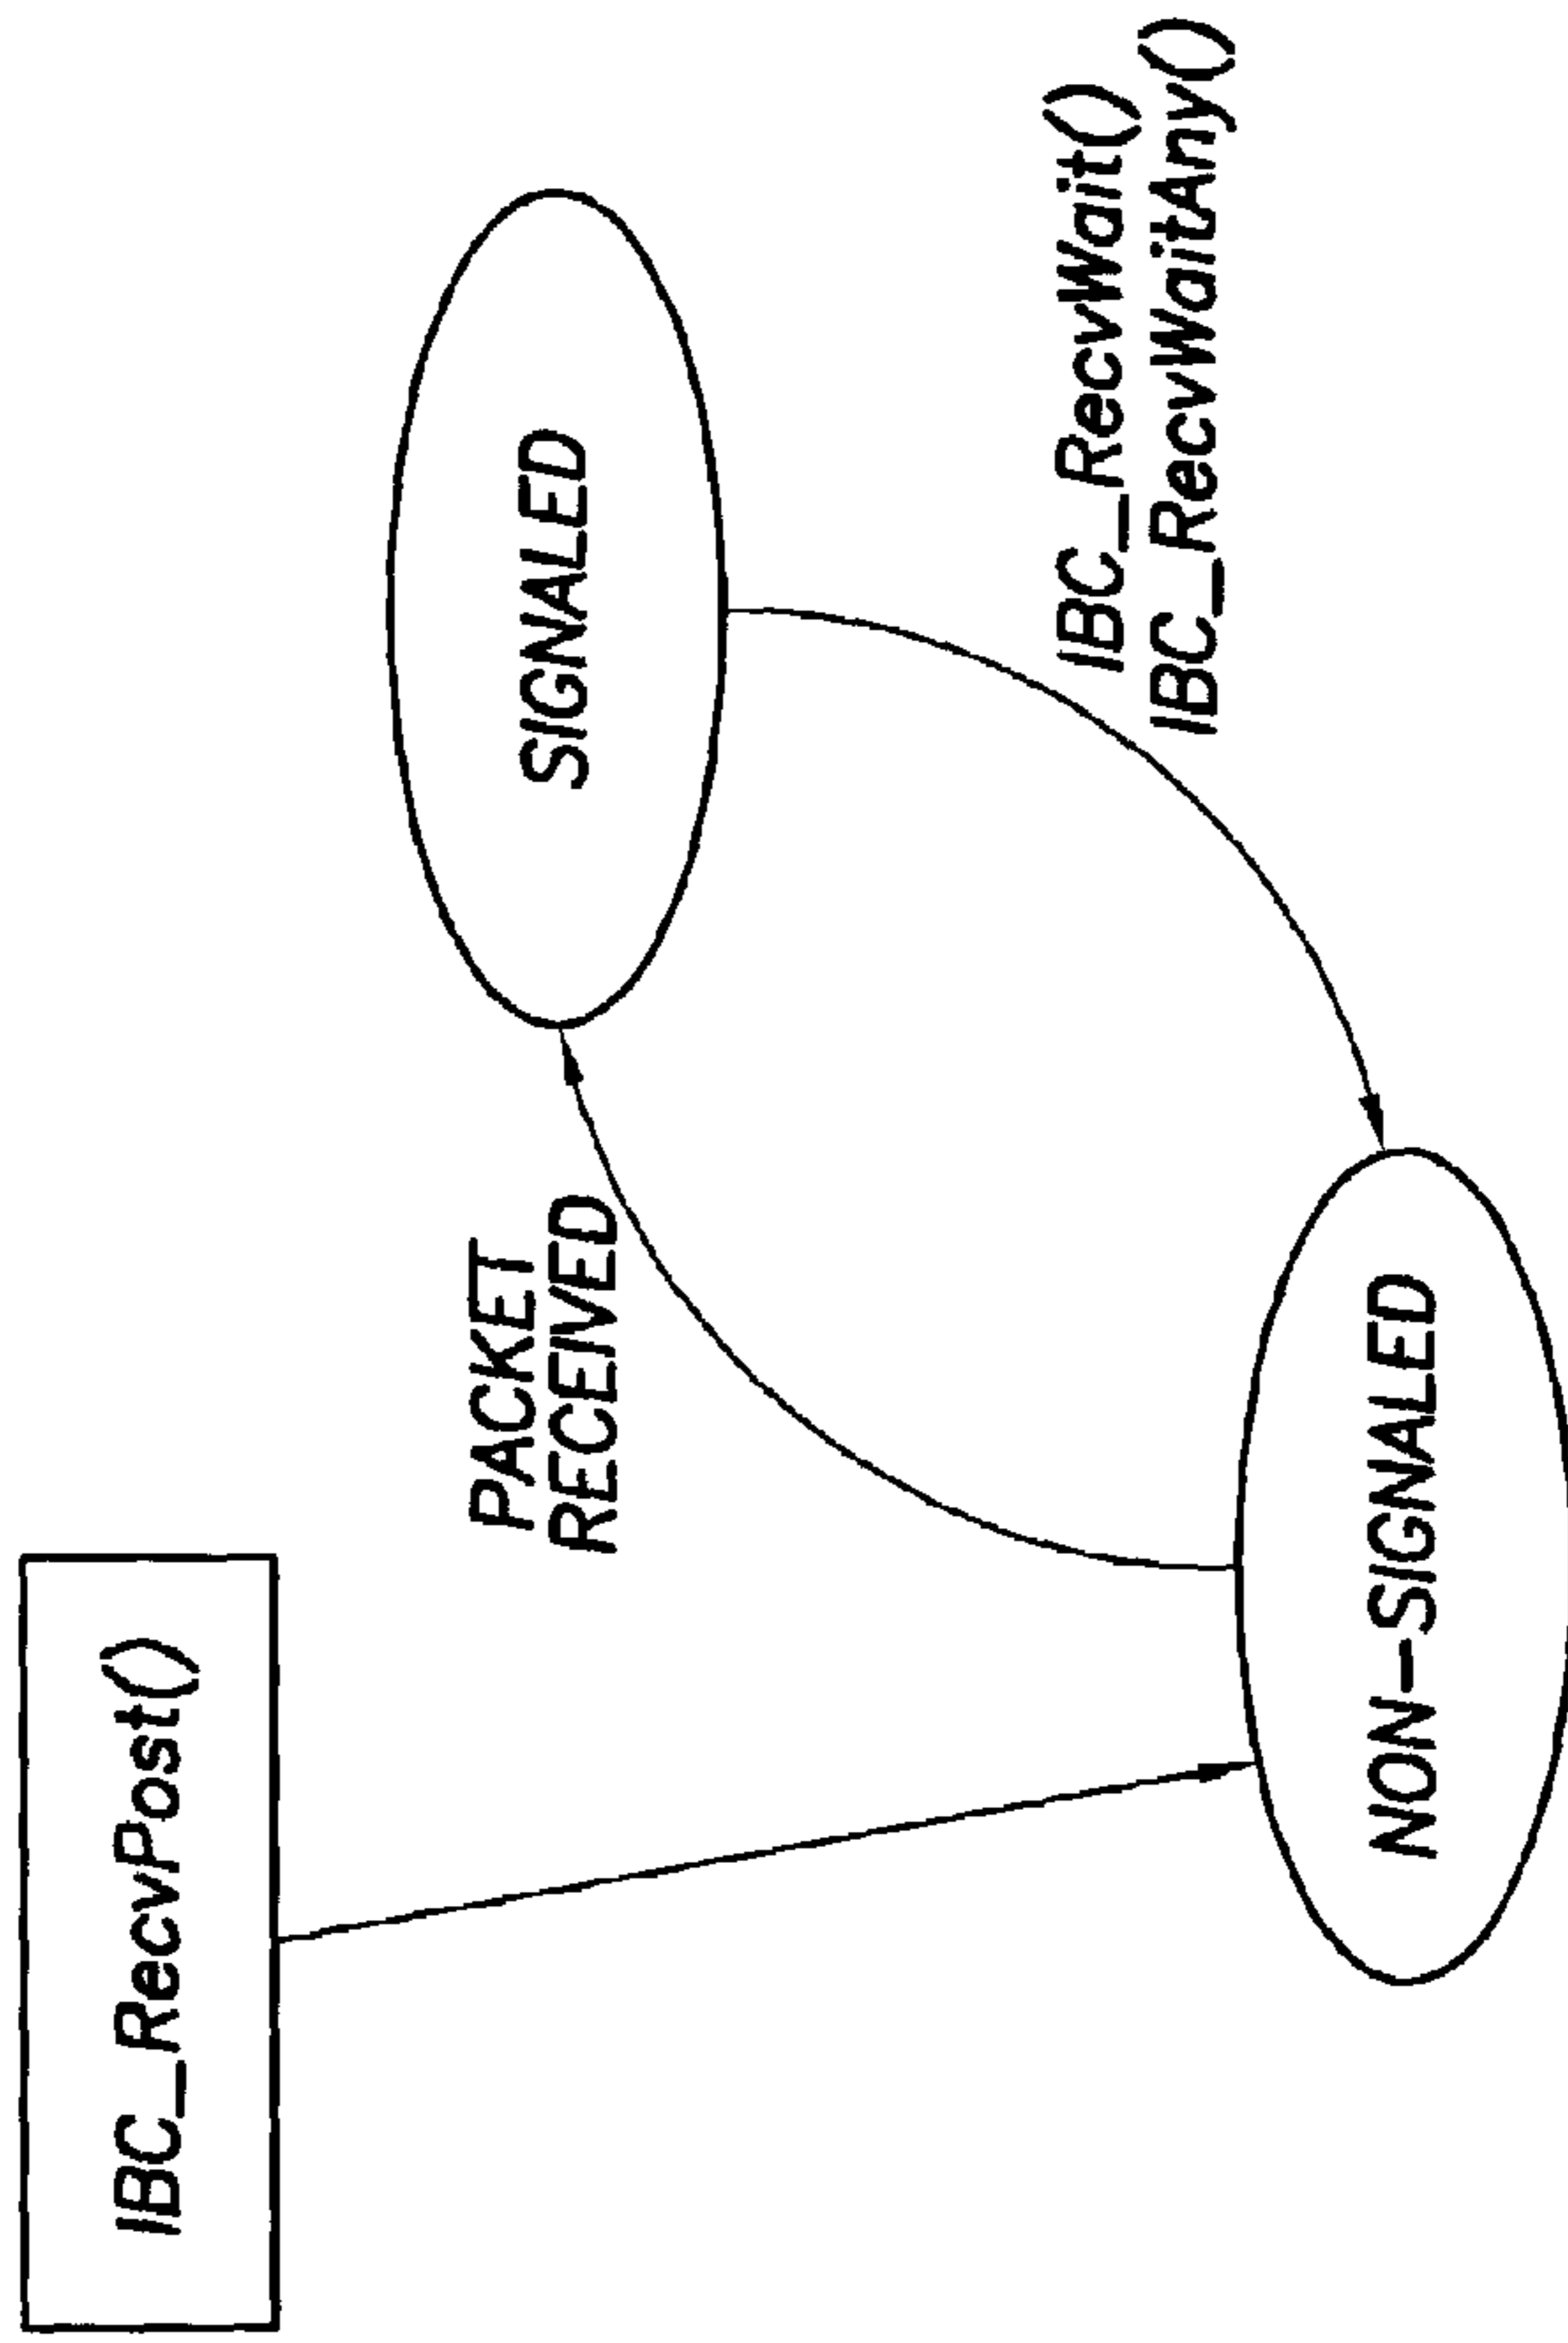 IBC_RecvPost()
PACKET
RECEIVED
SIGNALED
IBC_RecvWait()
IBC_RecvWaitAny()
NON-SIGNALED